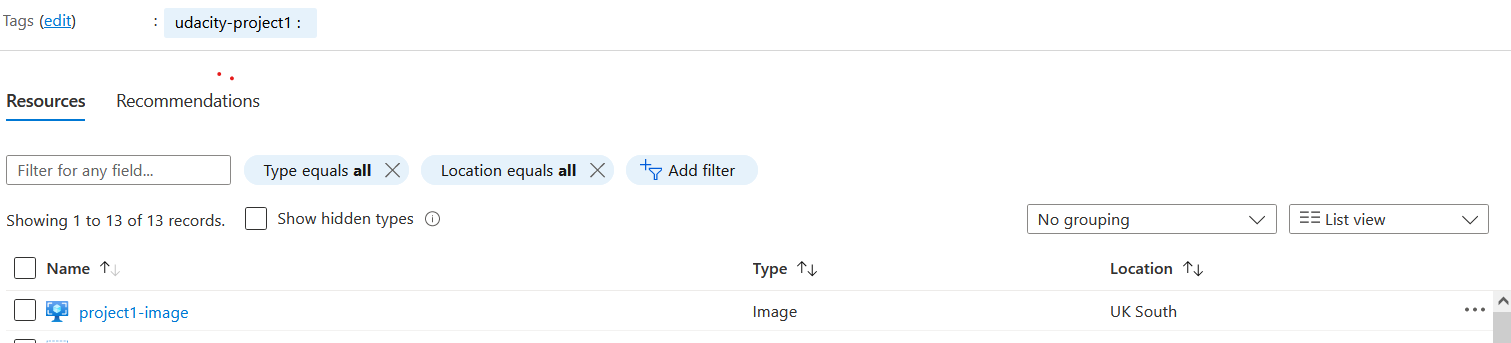 Tags (edit) : udacity-project1 :
Resources Recommendations
Filter for any field... Type equals all Location equals all Add filter
Showing 1 to 13 of 13 records. Show hidden types No grouping List view
Name Type Location
project1-image Image UK South